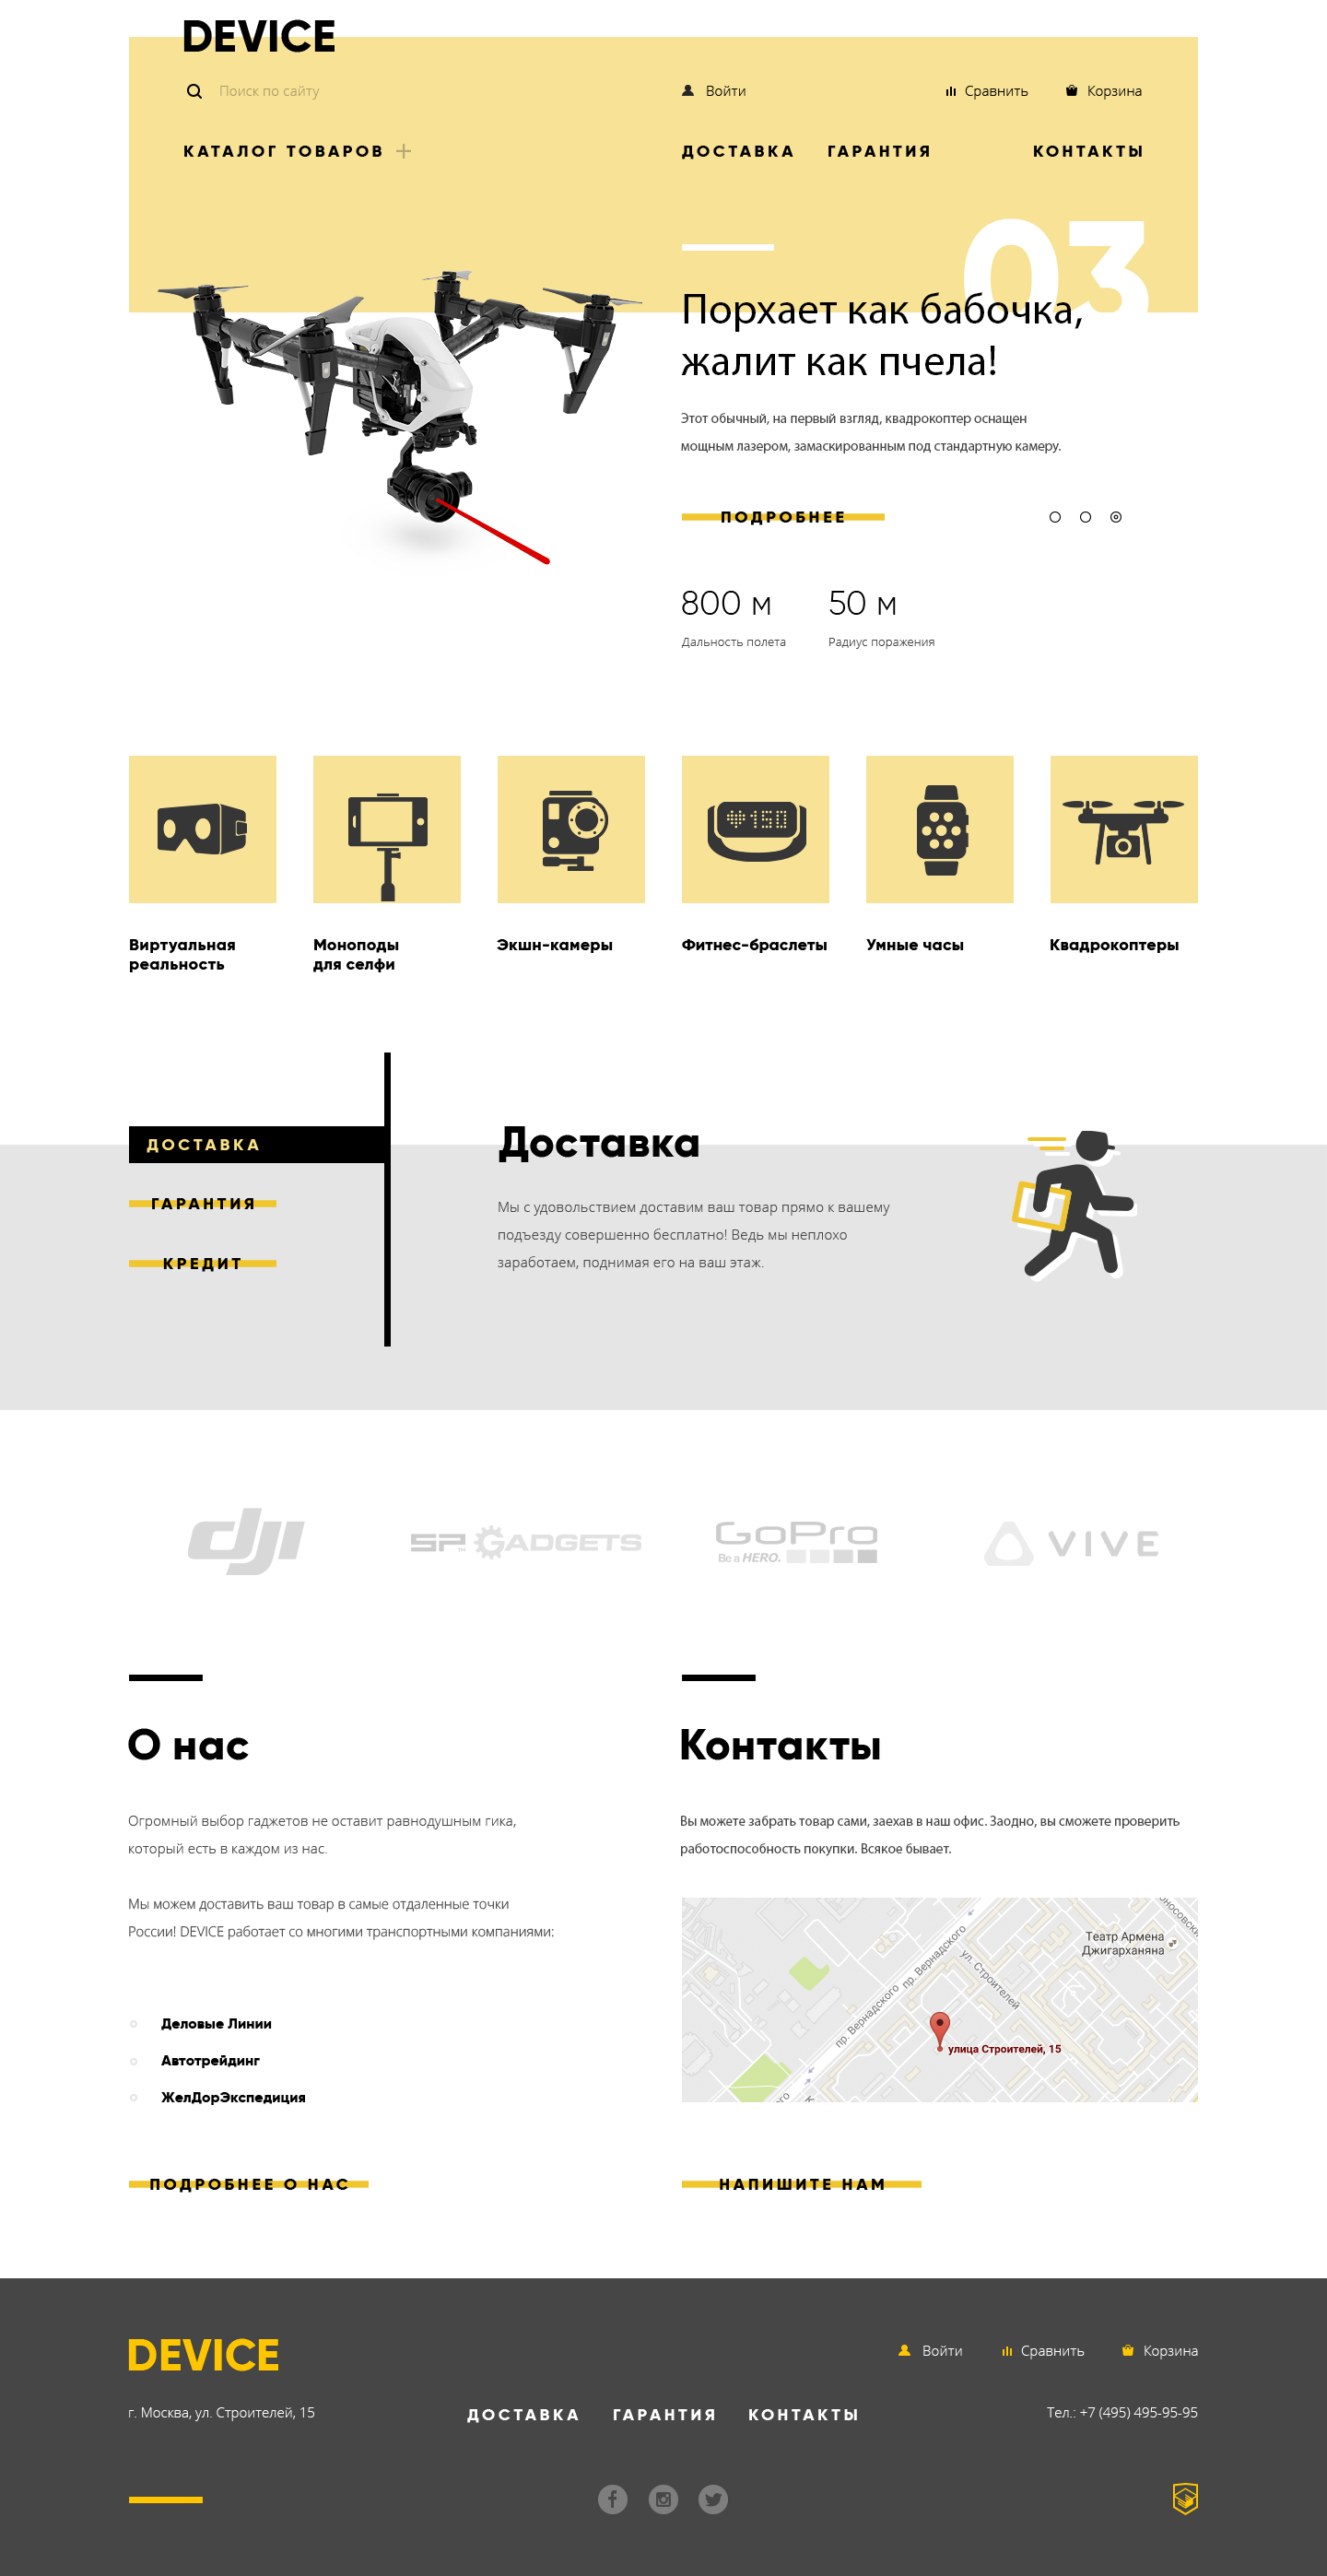 DEVICE
Поиск по сайту
Войти
Сравнить
Корзина
КАТАЛОГ ТОВАРОВ
ДОСТАВКА
ГАРАНТИЯ
КОНТАКТЫ
03
Порхает как бабочка,
жалит как пчела!
Этот обычный, на первый взгляд, квадрокоптер оснащен
мощным лазером, замаскированным под стандартную камеру.
ПОДРОБНЕЕ
800 м
50 м
Дальность полета
Радиус поражения
150
Виртуальная
реальность
Моноподы
для селфи
Экшн-камеры
Фитнес-браслеты
Умные часы
Квадрокоптеры
ДОСТАВКА
ГАРАНТИЯ
КРЕДИТ
Доставка
Мы с удовольствием доставим ваш товар прямо к вашему
подъезду совершенно бесплатно! Ведь мы неплохо
заработаем, поднимая его на ваш этаж.
dji
SP GADGETS
GoPro
Be a HERO.
VIVE
О нас
Огромный выбор гаджетов не оставит равнодушным гика,
который есть в каждом из нас.
Мы можем доставить ваш товар в самые отдаленные точки
России! DEVICE работает со многими транспортными компаниями:
Деловые Линии
Автотрейдинг
ЖелДорЭкспедиция
ПОДРОБНЕЕ О НАС
Контакты
Вы можете забрать товар сами, заехав в наш офис. Заодно, вы сможете проверить
работоспособность покупки. Всякое бывает.
Театр Армена
Джигарханяна
пр. Вернадского
ул. Строителей
пр. Вернадского
улица Строителей, 15
НАПИШИТЕ НАМ
DEVICE
Войти
Сравнить
Корзина
г. Москва, ул. Строителей, 15
ДОСТАВКА
ГАРАНТИЯ
КОНТАКТЫ
Тел.: +7 (495) 495-95-95